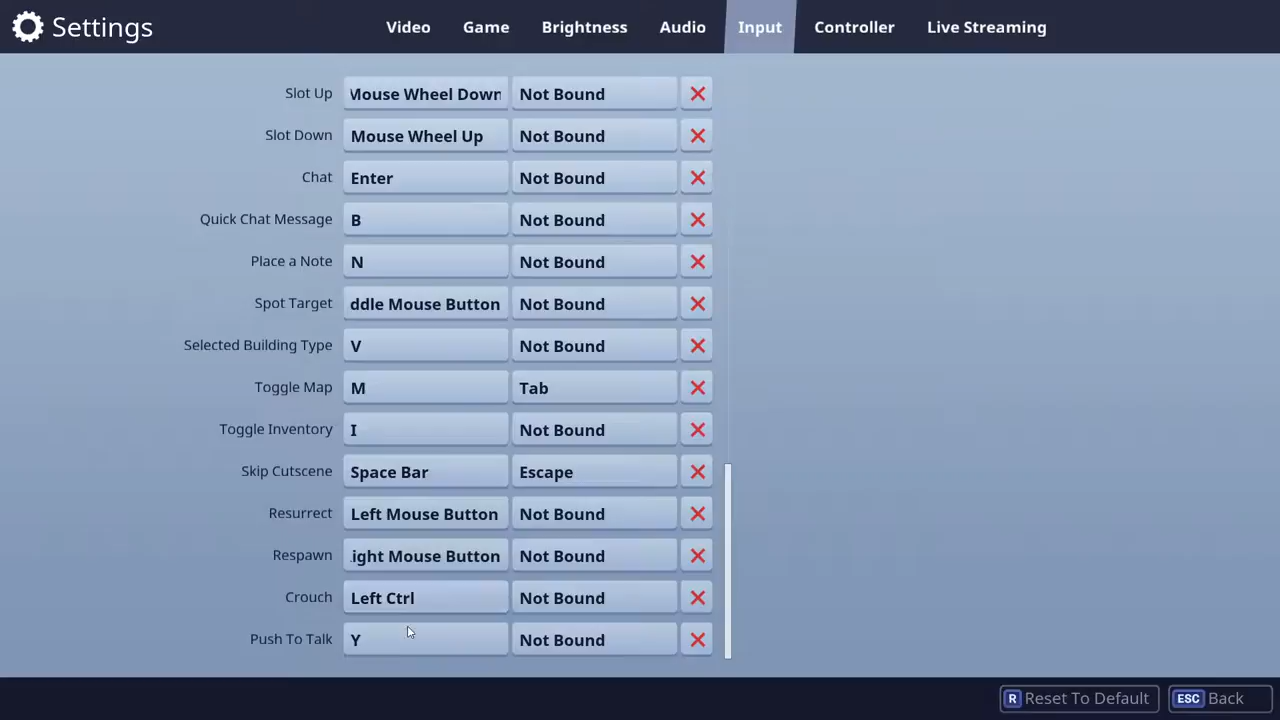 Settings
Video Game Brightness Audio Input Controller Live Streaming
Slot Up Mouse Wheel Down Not Bound
Slot Down Mouse Wheel Up Not Bound
Chat Enter Not Bound
Quick Chat Message B Not Bound
Place a Note N Not Bound
Spot Target ddle Mouse Button Not Bound
Selected Building Type V Not Bound
Toggle Map M Tab
Toggle Inventory I Not Bound
Skip Cutscene Space Bar Escape
Resurrect Left Mouse Button Not Bound
Respawn ight Mouse Button Not Bound
Crouch Left Ctrl Not Bound
Push To Talk Y Not Bound
R Reset To Default ESC Back